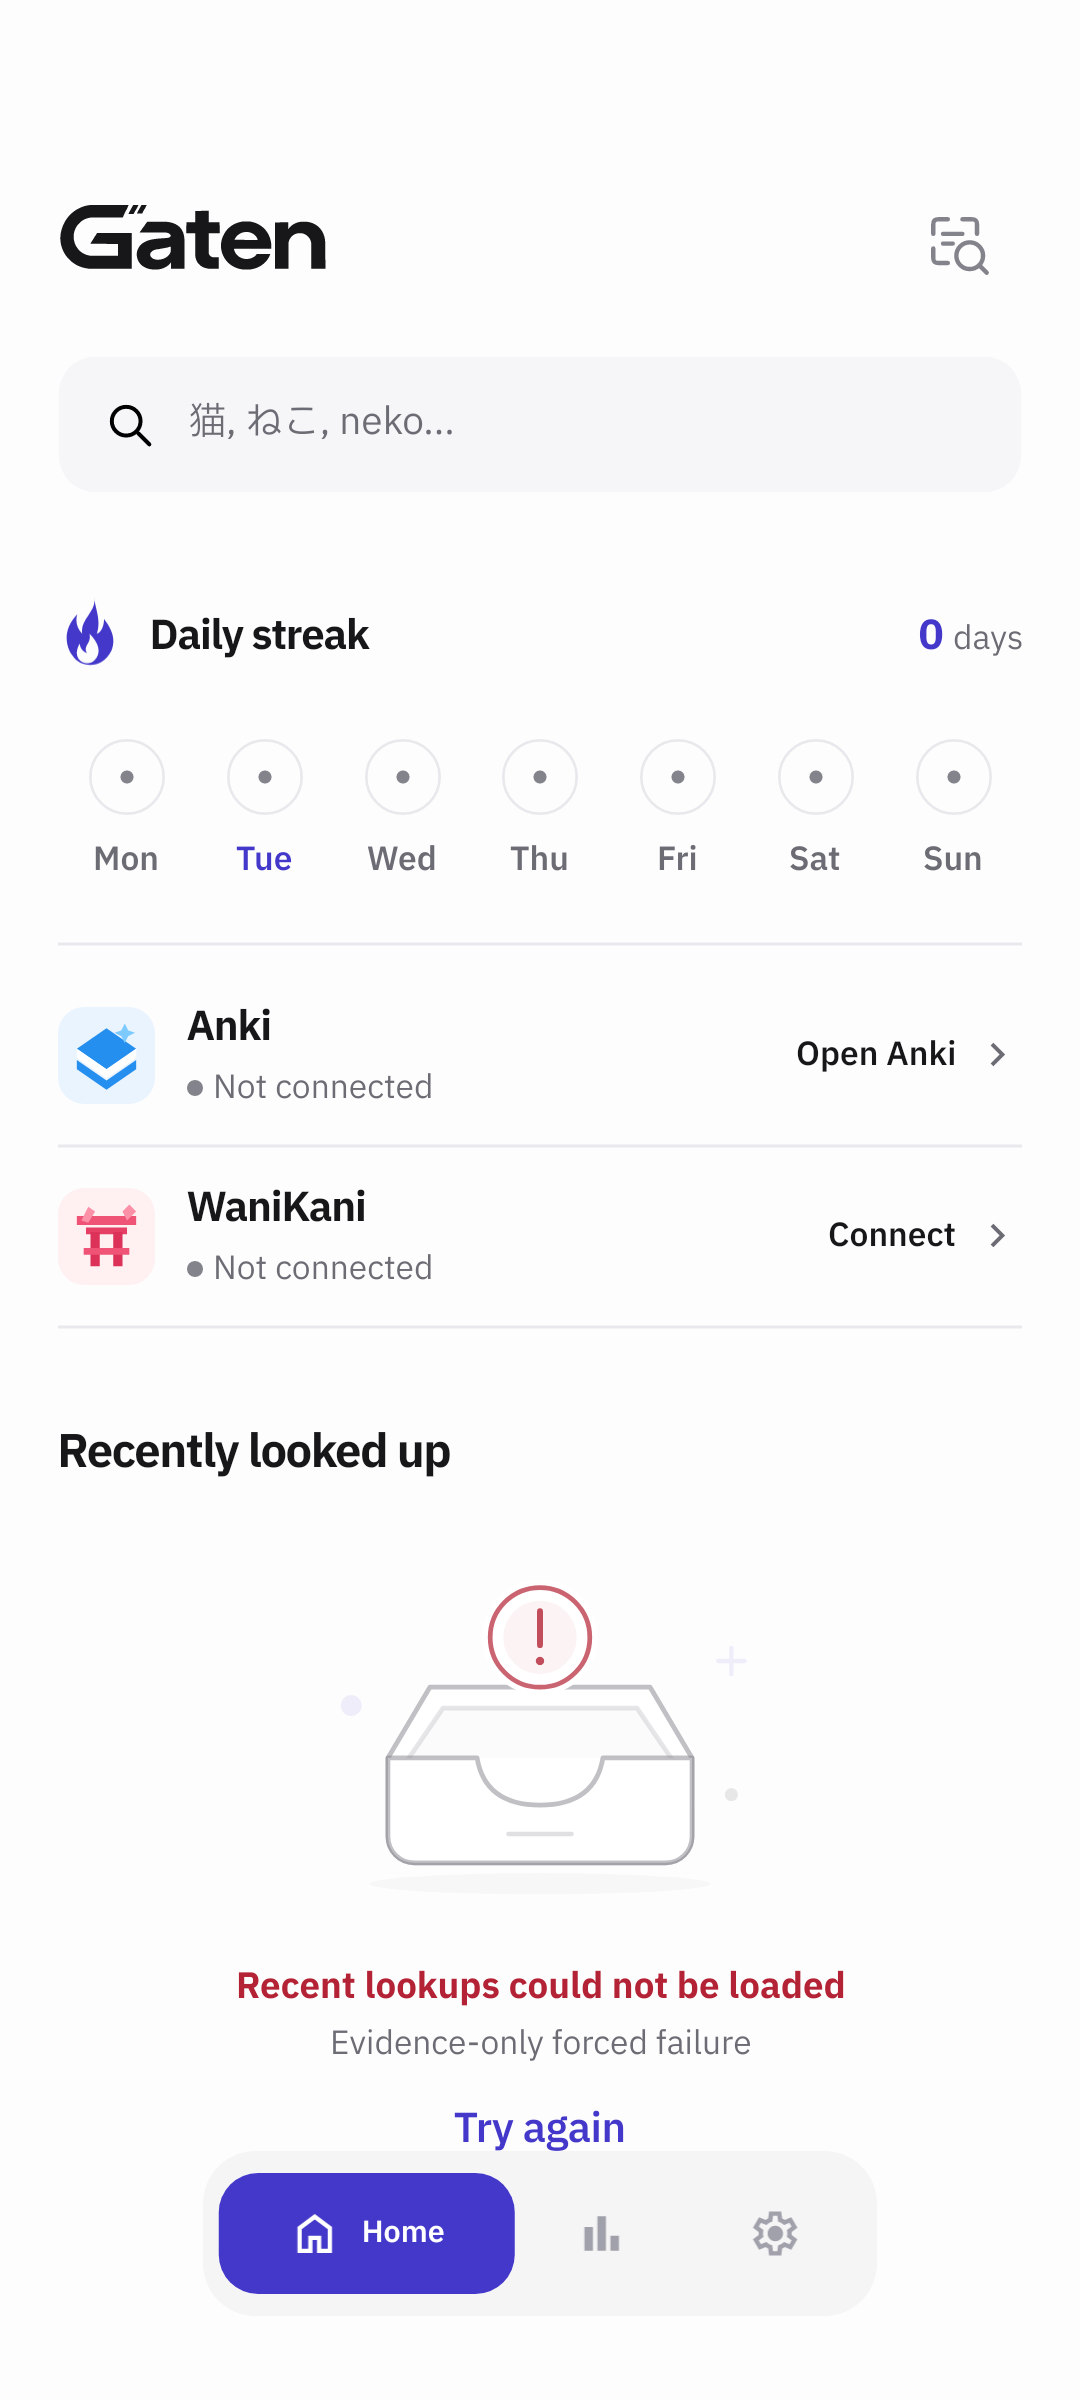 Gaten
猫, ねこ, neko...
Daily streak
0 days
Mon Tue Wed Thu Fri Sat Sun
Anki
Not connected
Open Anki
WaniKani
Not connected
Connect
Recently looked up
Recent lookups could not be loaded
Evidence-only forced failure
Try again
Home